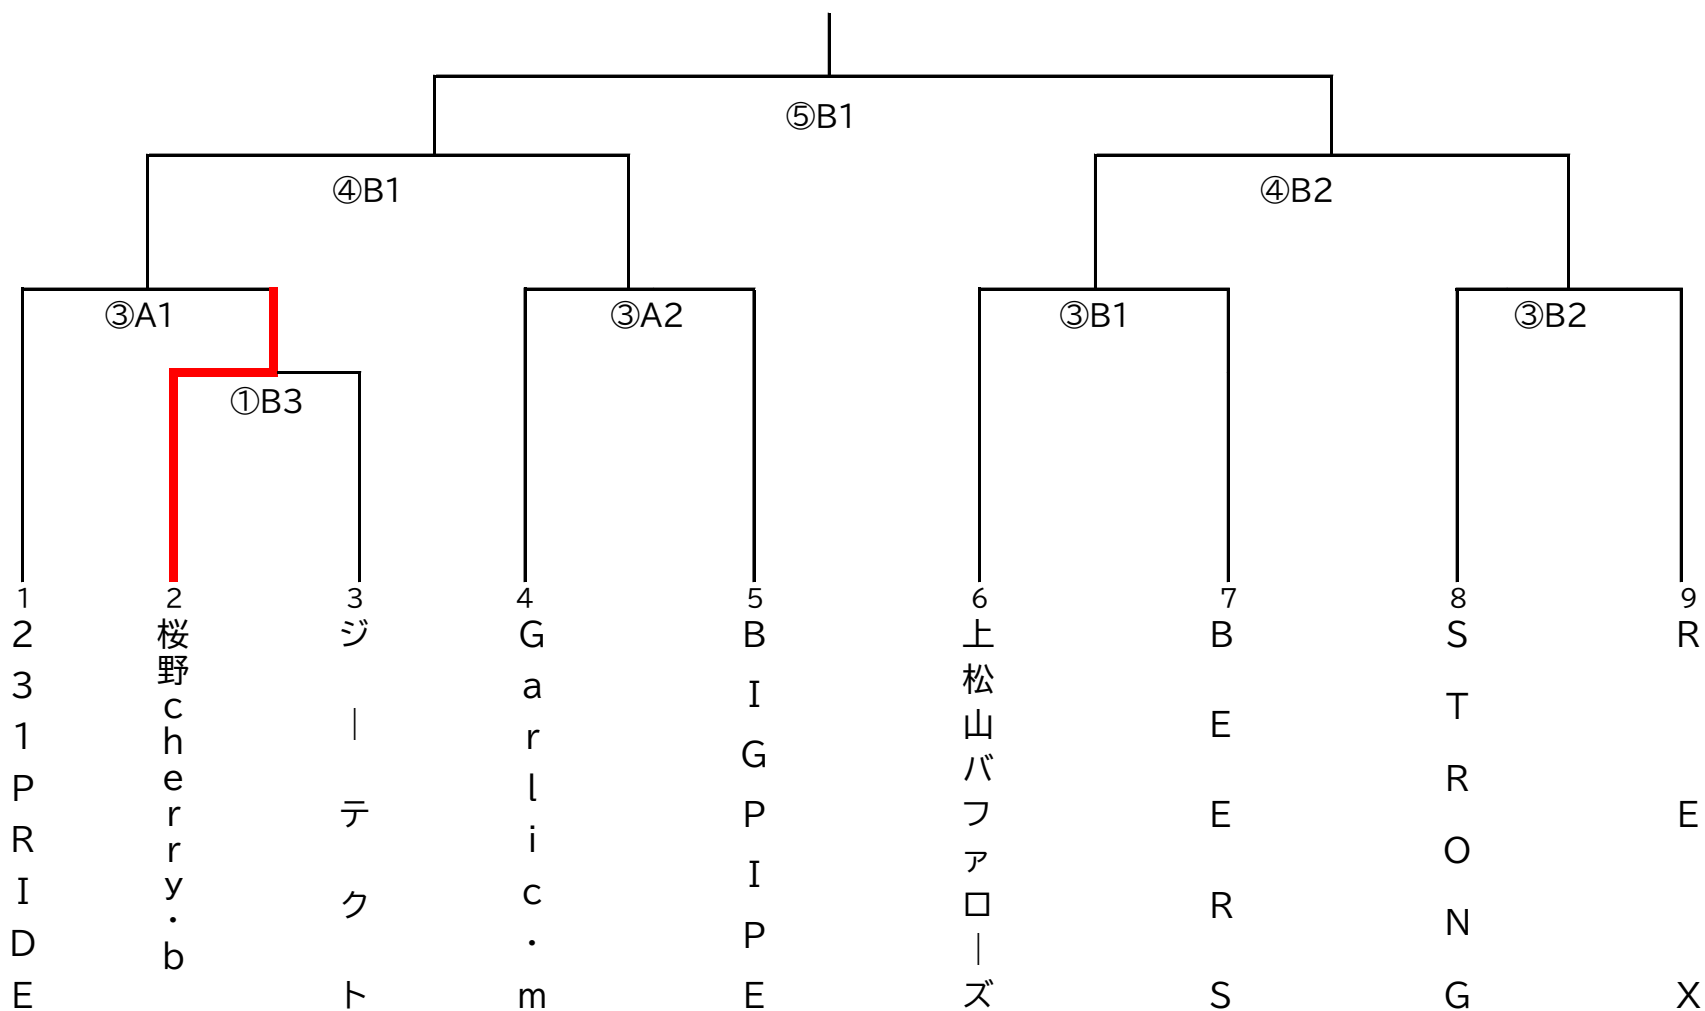 ⑤B1
④B1
④B2
③A1
③A2
③B1
③B2
①B3
1
2
3
4
5
6
7
8
9
231PRIDE
桜野cherry・b
ジーテクト
Garlic・m
BIGPIPE
上松山バファローズ
BEERS
STRONG
REX